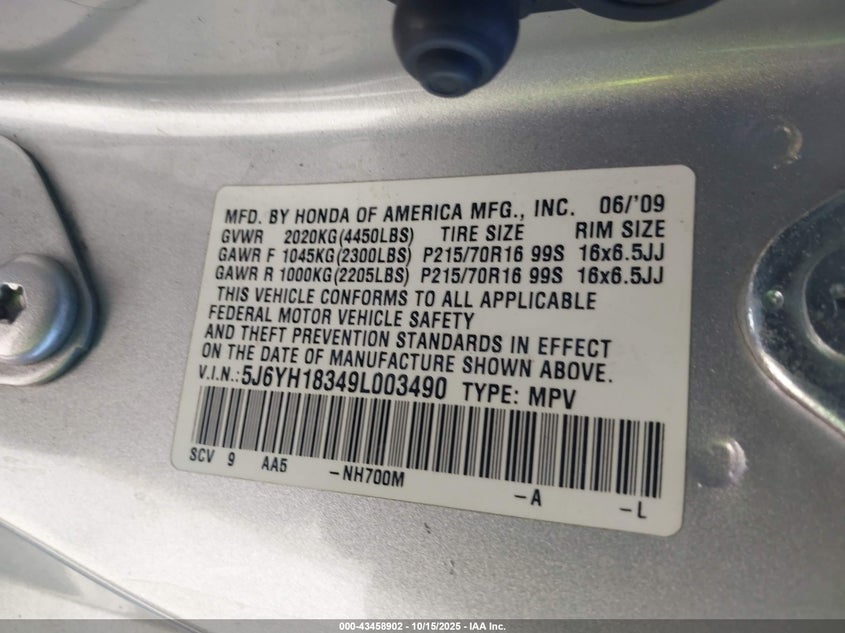 MFD. BY HONDA OF AMERICA MFG., INC. 06/'09
GVWR 2020KG(4450LBS) TIRE SIZE RIM SIZE
GAWR F 1045KG(2300LBS) P215/70R16 99S 16x6.5JJ
GAWR R 1000KG(2205LBS) P215/70R16 99S 16x6.5JJ
THIS VEHICLE CONFORMS TO ALL APPLICABLE
FEDERAL MOTOR VEHICLE SAFETY
AND THEFT PREVENTION STANDARDS IN EFFECT
ON THE DATE OF MANUFACTURE SHOWN ABOVE.
V.I.N.:5J6YH18349L003490 TYPE: MPV
SCV 9 AA5 -NH700M -A -L
000-43458902 - 10/15/2025 - IAA Inc.